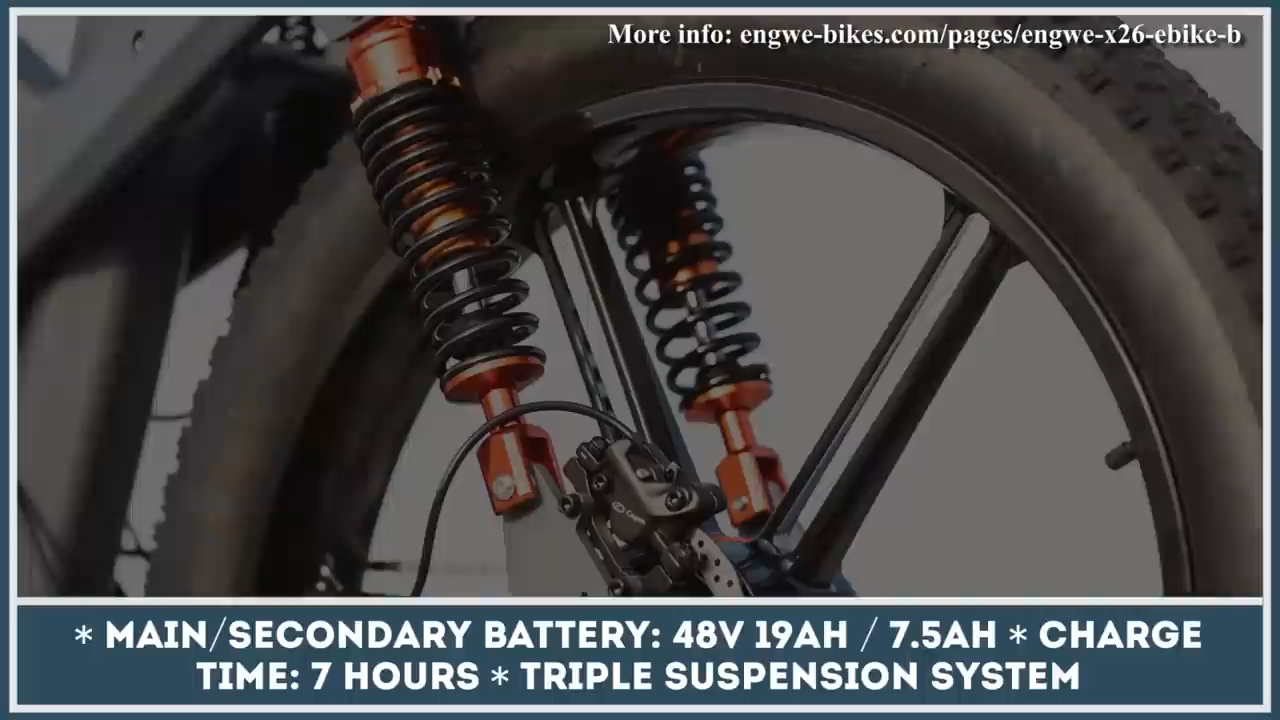 More info: engwe-bikes.com/pages/engwe-x26-ebike-b
* MAIN/SECONDARY BATTERY: 48V 19AH / 7.5AH * CHARGE
TIME: 7 HOURS * TRIPLE SUSPENSION SYSTEM